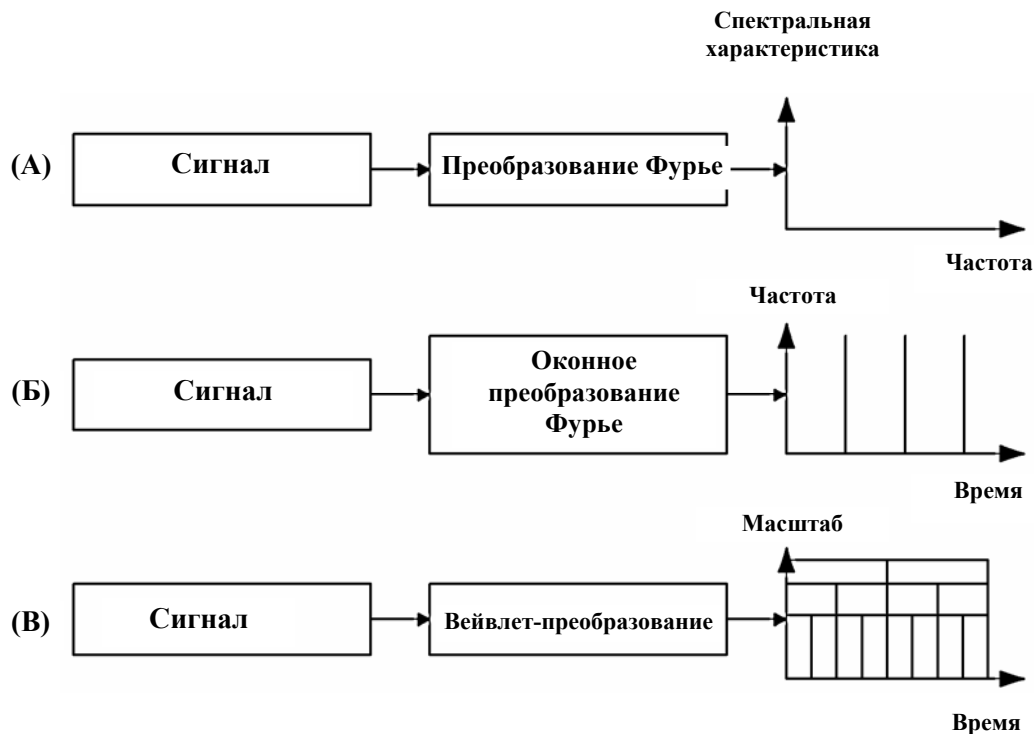 Спектральная
характеристика
(А)
Сигнал
Преобразование Фурье
Частота
Частота
(Б)
Сигнал
Оконное
преобразование
Фурье
Время
Масштаб
(В)
Сигнал
Вейвлет-преобразование
Время